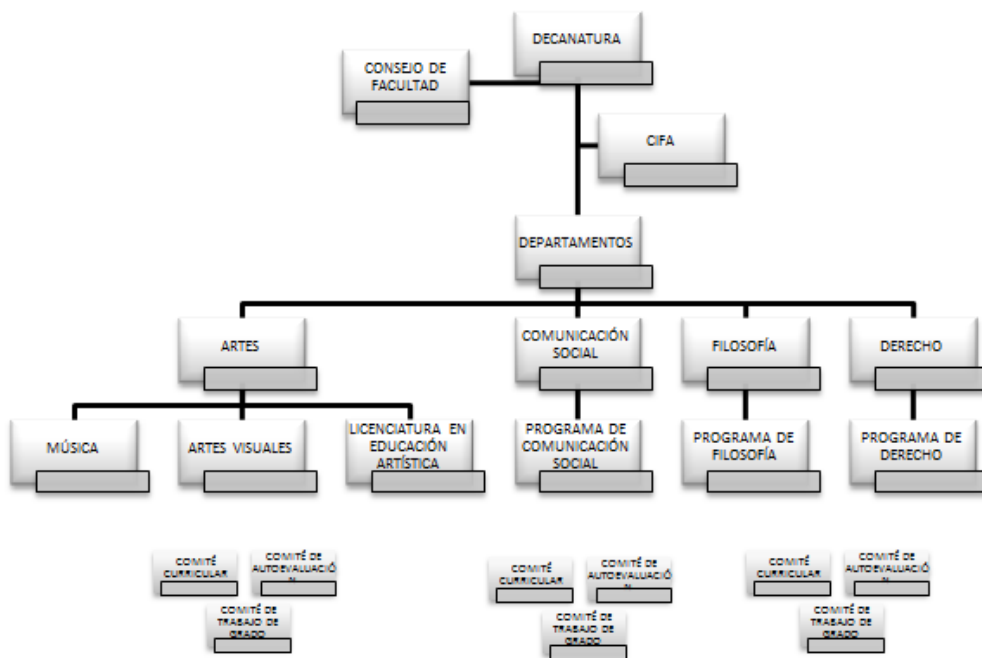 DECANATURA
CONSEJO DE
FACULTAD
CIFA
DEPARTAMENTOS
ARTES
COMUNICACIÓN
SOCIAL
FILOSOFÍA
DERECHO
MÚSICA
ARTES VISUALES
LICENCIATURA EN
EDUCACIÓN
ARTÍSTICA
PROGRAMA DE
COMUNICACIÓN
SOCIAL
PROGRAMA DE
FILOSOFÍA
PROGRAMA DE
DERECHO
COMITÉ
CURRICULAR
COMITÉ DE
AUTOEVALUACIÓ
N
COMITÉ DE
TRABAJO DE
GRADO
COMITÉ
CURRICULAR
COMITÉ DE
AUTOEVALUACIÓ
N
COMITÉ DE
TRABAJO DE
GRADO
COMITÉ
CURRICULAR
COMITÉ DE
AUTOEVALUACIÓ
N
COMITÉ DE
TRABAJO DE
GRADO